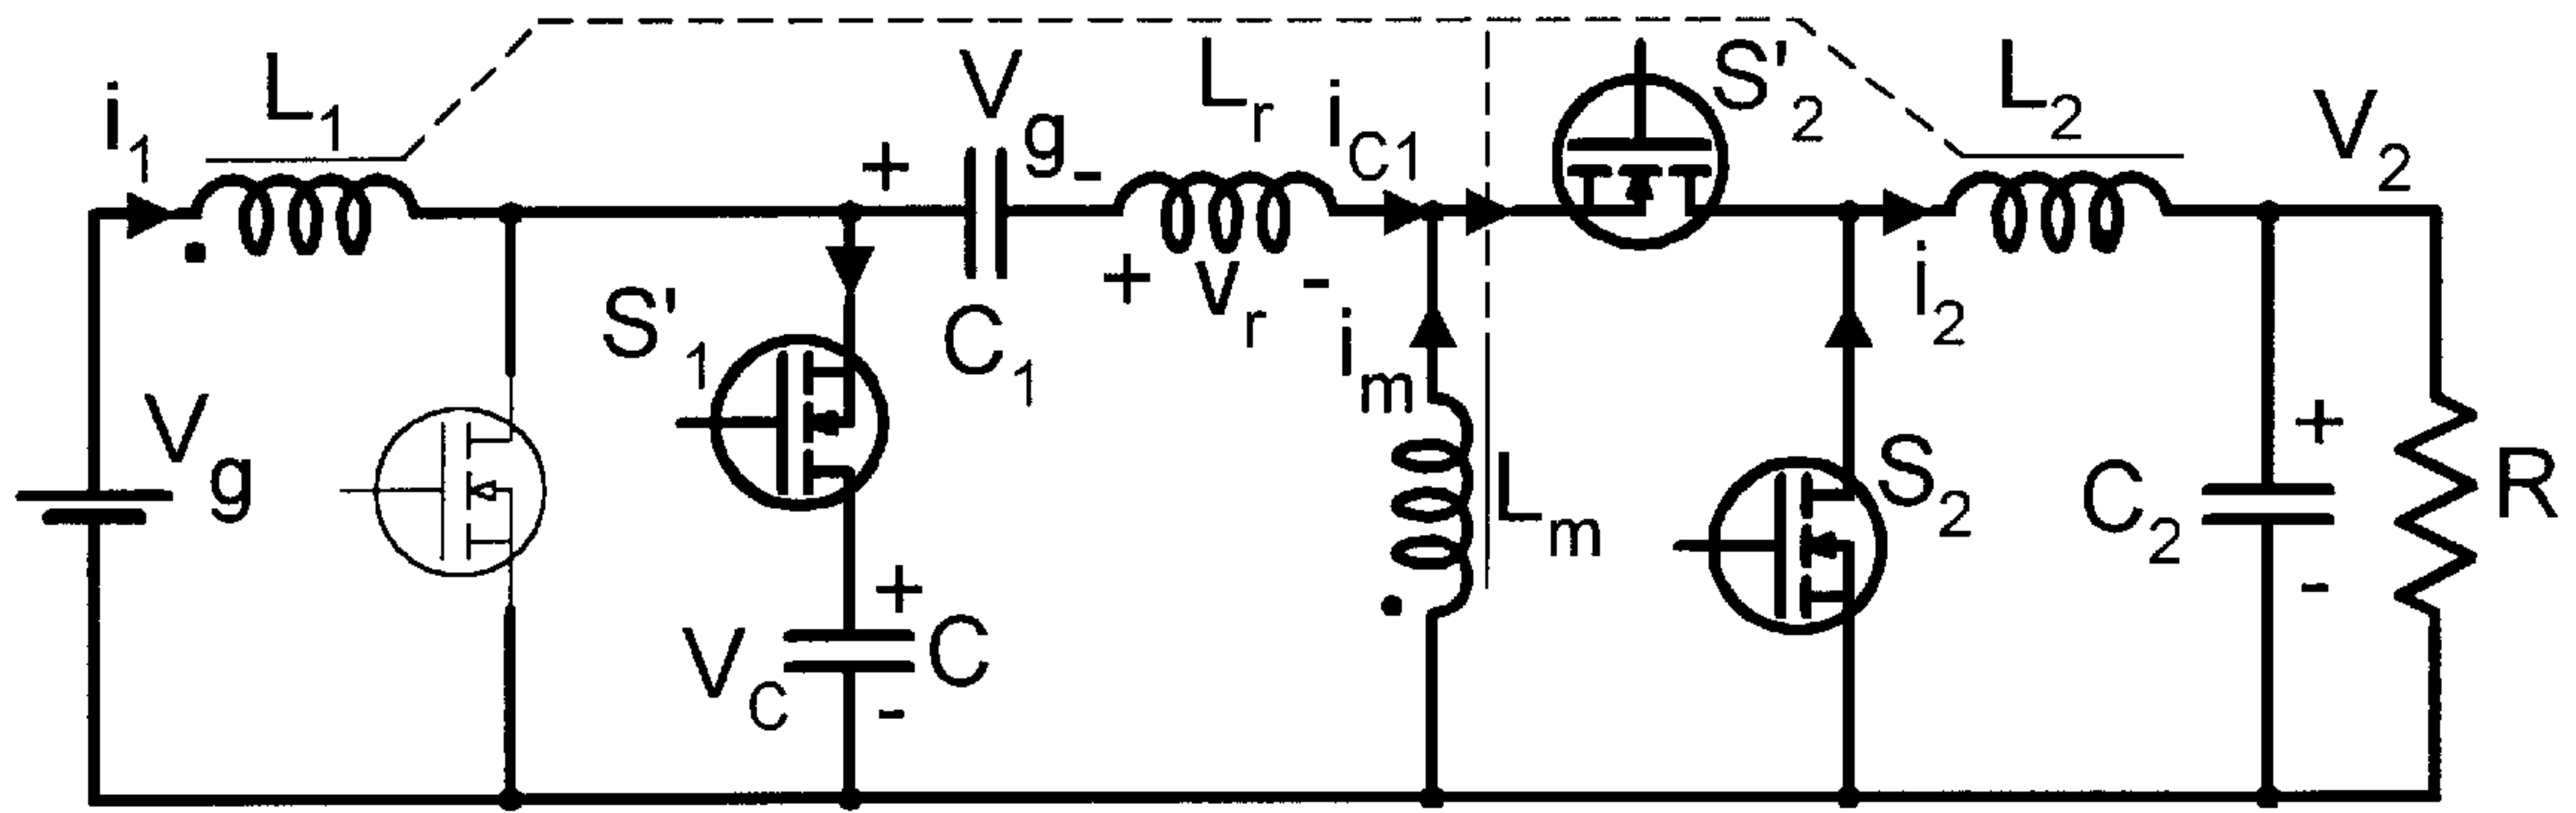 i1
L1
+ Vg -
C1
Lr
+ vr -
iC1
S'2
L2
V2
i2
S'1
Vg
im
Lm
S2
C2
+
-
R
+
VC
C
-